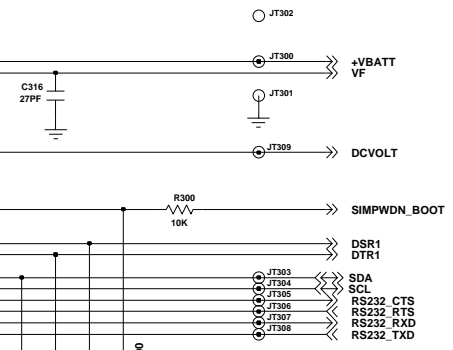 JT302
JT300
+VBATT
VF
C316
27PF
JT301
JT309
DCVOLT
R300
10K
SIMPWDN_BOOT
DSR1
DTR1
JT303
SDA
JT304
SCL
JT305
RS232_CTS
JT306
RS232_RTS
JT307
RS232_RXD
JT308
RS232_TXD